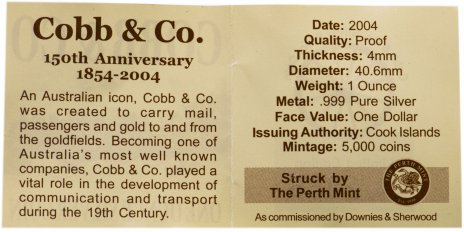 Cobb & Co.
150th Anniversary
1854-2004
An Australian icon, Cobb & Co.
was created to carry mail,
passengers and gold to and from
the goldfields. Becoming one of
Australia's most well known
companies, Cobb & Co. played a
vital role in the development of
communication and transport
during the 19th Century.
Date: 2004
Quality: Proof
Thickness: 4mm
Diameter: 40.6mm
Weight: 1 Ounce
Metal: .999 Pure Silver
Face Value: One Dollar
Issuing Authority: Cook Islands
Mintage: 5,000 coins
Struck by
The Perth Mint
THE PERTH MINT
As commissioned by Downies & Sherwood